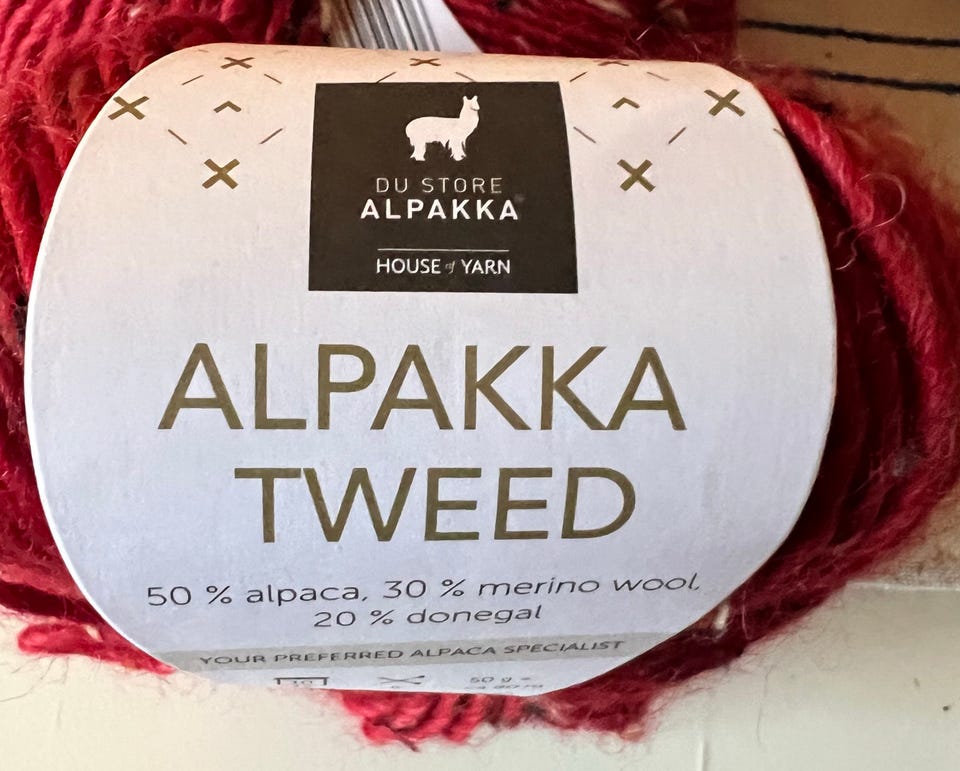 DU STORE
ALPAKKA
HOUSE of YARN
ALPAKKA
TWEED
50 % alpaca, 30 % merino wool,
20 % donegal
YOUR PREFERRED ALPACA SPECIALIST
50 g =